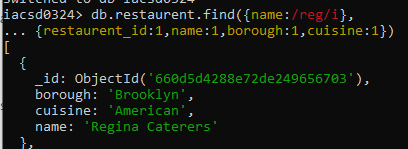 iacsd0324> db.restaurent.find({name:/reg/i},
... {restaurent_id:1,name:1,borough:1,cuisine:1})
[
{
_id: ObjectId('660d5d4288e72de249656703'),
borough: 'Brooklyn',
cuisine: 'American',
name: 'Regina Caterers'
},